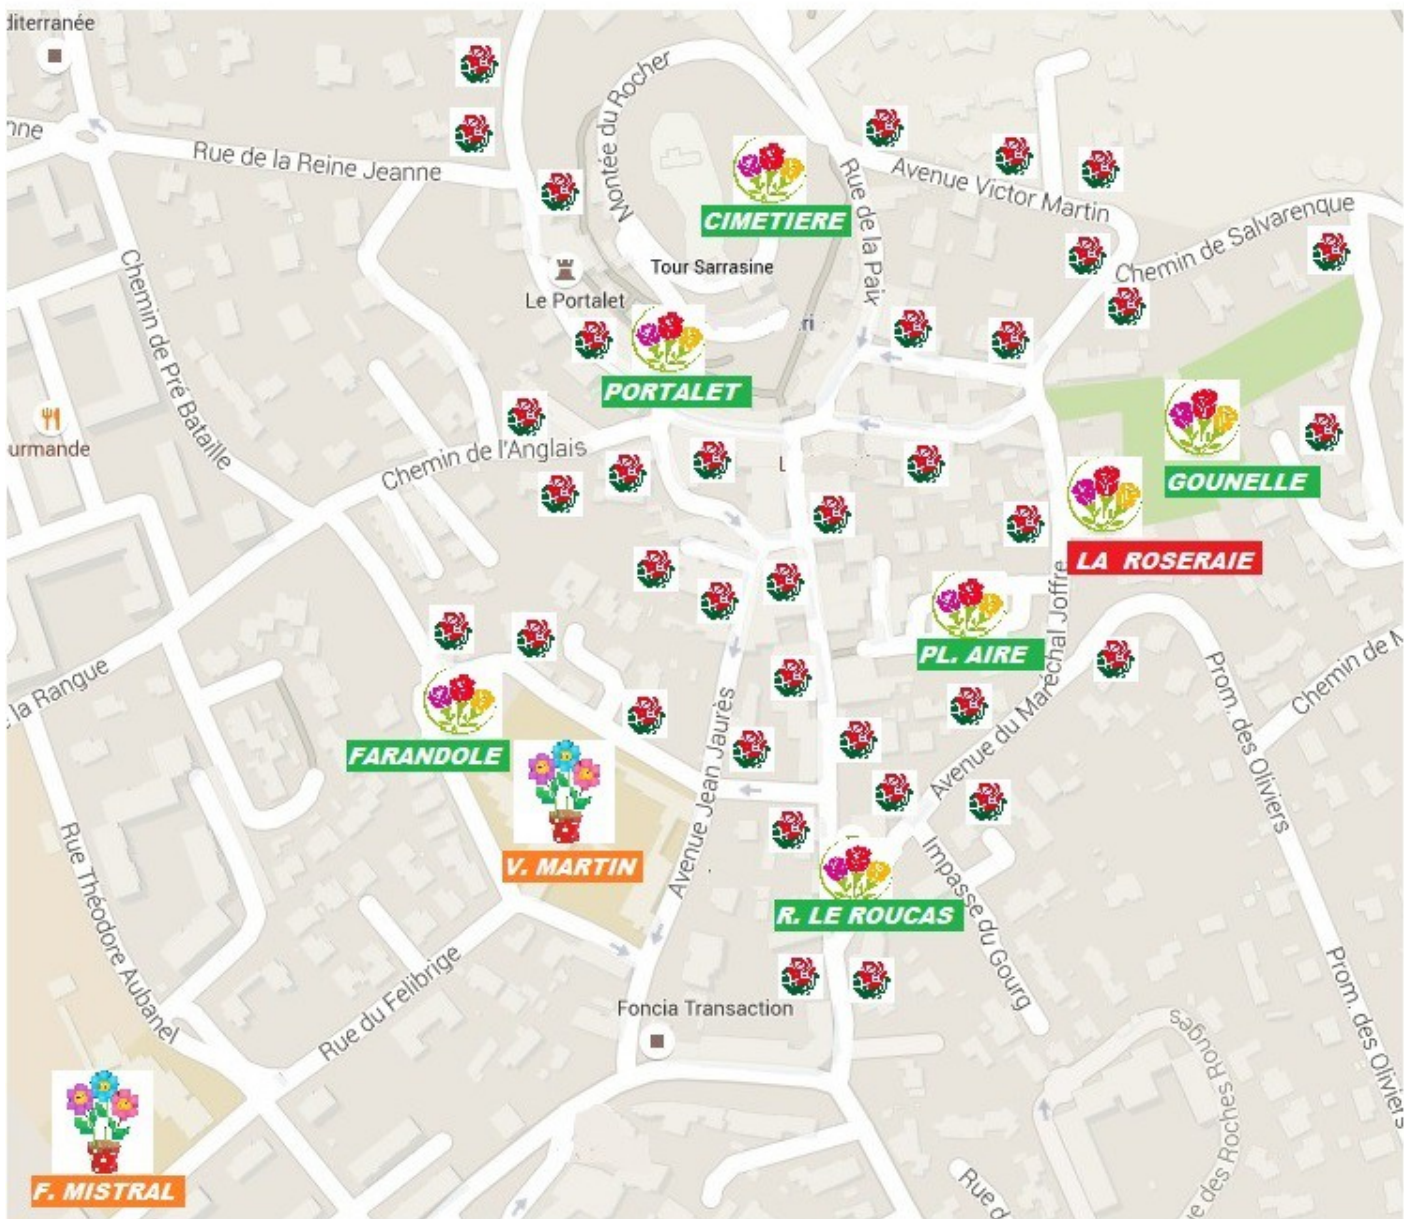 diterranée
nne
Rue de la Reine Jeanne
Montée du Rocher
CIMETIERE
Rue de la Paix
Avenue Victor Martin
Chemin de Salvarenque
Tour Sarrasine
Le Portalet
Chemin de Pré Bataille
PORTALET
urmande
Chemin de l'Anglais
GOUNELLE
LA ROSERAIE
PL. AIRE
Avenue du Maréchal Joffre
la Rangue
Prom. des Oliviers
Chemin de N
FARANDOLE
V. MARTIN
Avenue Jean Jaurès
Rue Théodore Aubanel
R. LE ROUCAS
Impasse du Gourg
Rue du Felibrige
Foncia Transaction
Prom. des Oliviers
e des Roches Rouges
F. MISTRAL
Rue d